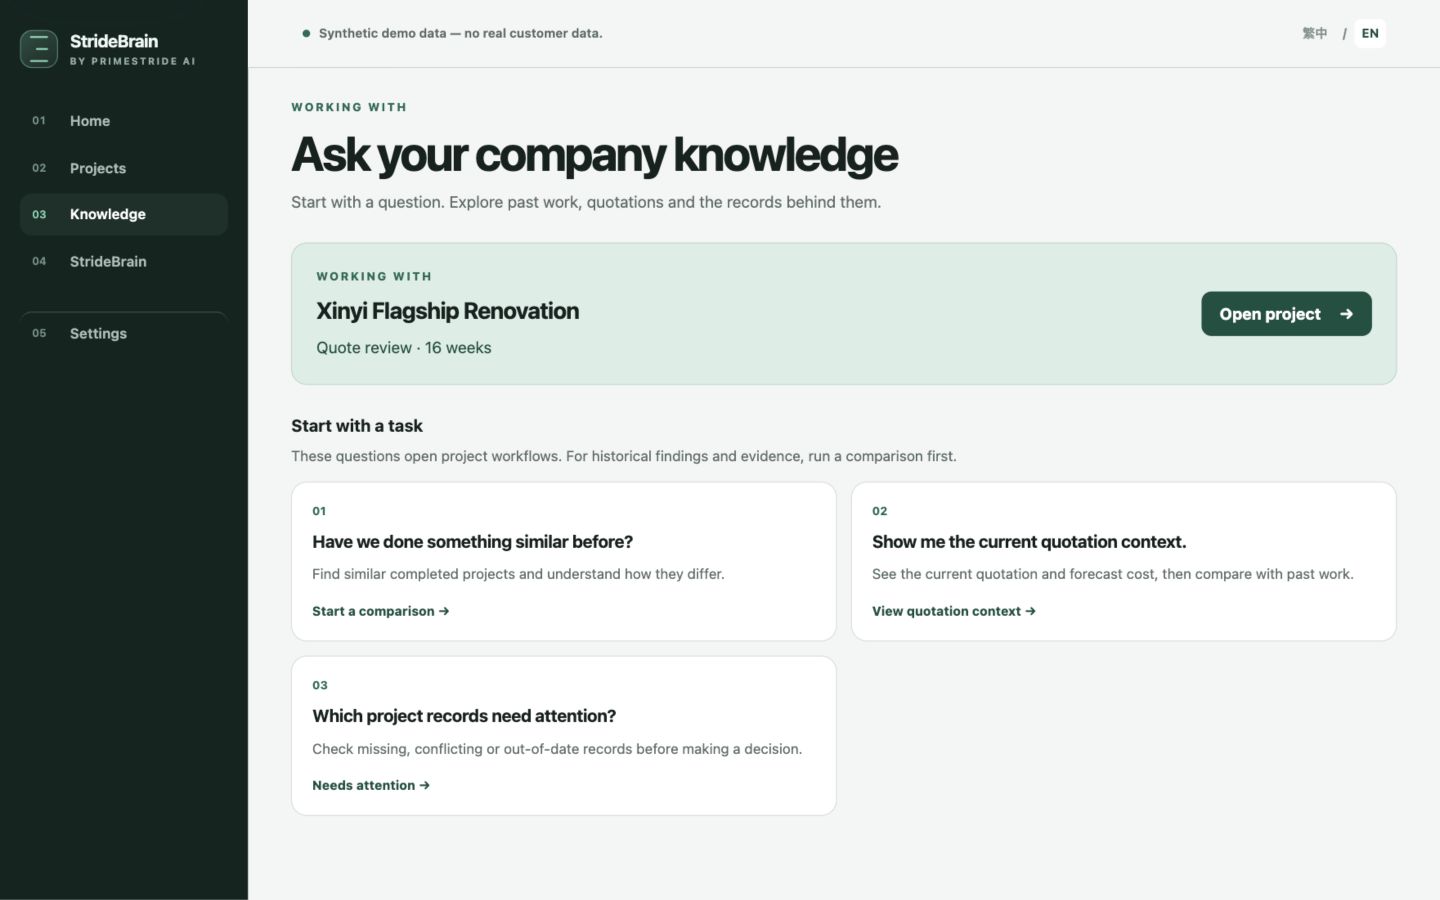 StrideBrain
BY PRIMESTRIDE AI
01 Home
02 Projects
03 Knowledge
04 StrideBrain
05 Settings
Synthetic demo data — no real customer data.
繁中 / EN
WORKING WITH
Ask your company knowledge
Start with a question. Explore past work, quotations and the records behind them.
WORKING WITH
Xinyi Flagship Renovation
Quote review · 16 weeks
Open project →
Start with a task
These questions open project workflows. For historical findings and evidence, run a comparison first.
01
Have we done something similar before?
Find similar completed projects and understand how they differ.
Start a comparison →
02
Show me the current quotation context.
See the current quotation and forecast cost, then compare with past work.
View quotation context →
03
Which project records need attention?
Check missing, conflicting or out-of-date records before making a decision.
Needs attention →